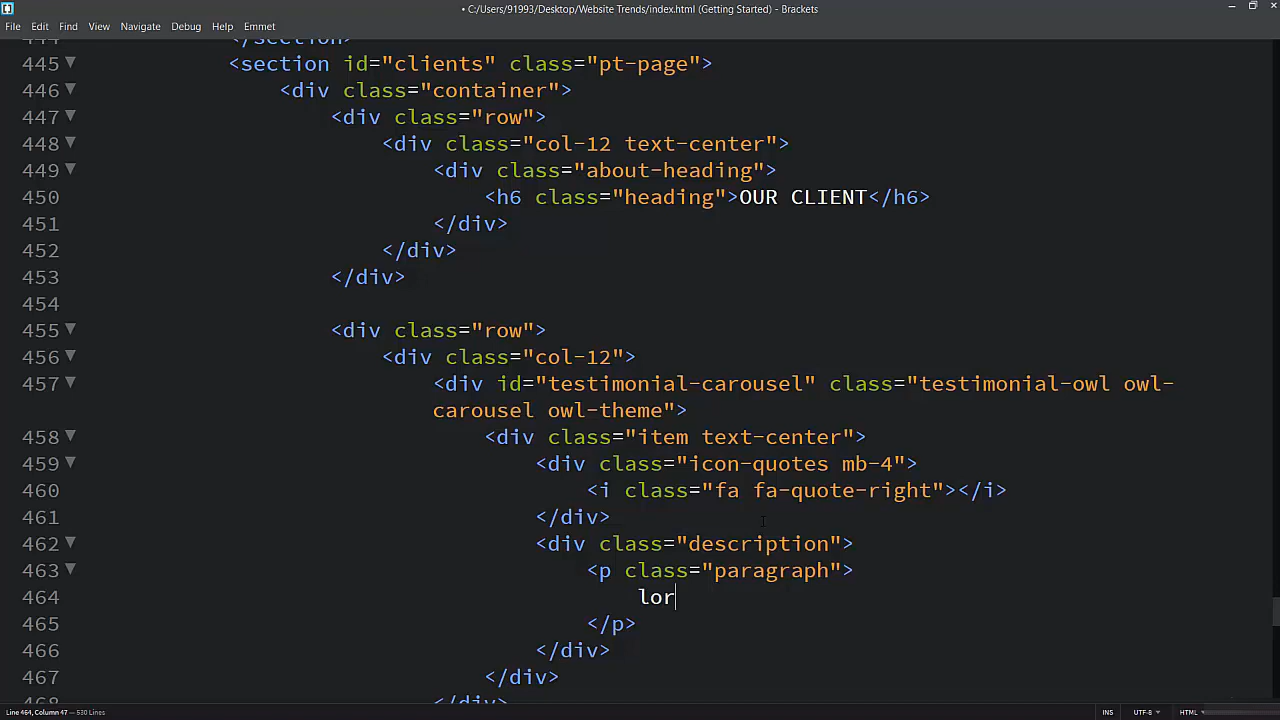 • C:/Users/91993/Desktop/Website Trends/index.html (Getting Started) - Brackets
File Edit Find View Navigate Debug Help Emmet
444 </section>
445 <section id="clients" class="pt-page">
446 <div class="container">
447 <div class="row">
448 <div class="col-12 text-center">
449 <div class="about-heading">
450 <h6 class="heading">OUR CLIENT</h6>
451 </div>
452 </div>
453 </div>
454
455 <div class="row">
456 <div class="col-12">
457 <div id="testimonial-carousel" class="testimonial-owl owl-
carousel owl-theme">
458 <div class="item text-center">
459 <div class="icon-quotes mb-4">
460 <i class="fa fa-quote-right"></i>
461 </div>
462 <div class="description">
463 <p class="paragraph">
464 lor
465 </p>
466 </div>
467 </div>
468 </div>
Line 464, Column 47 — 530 Lines
INS UTF-8 HTML